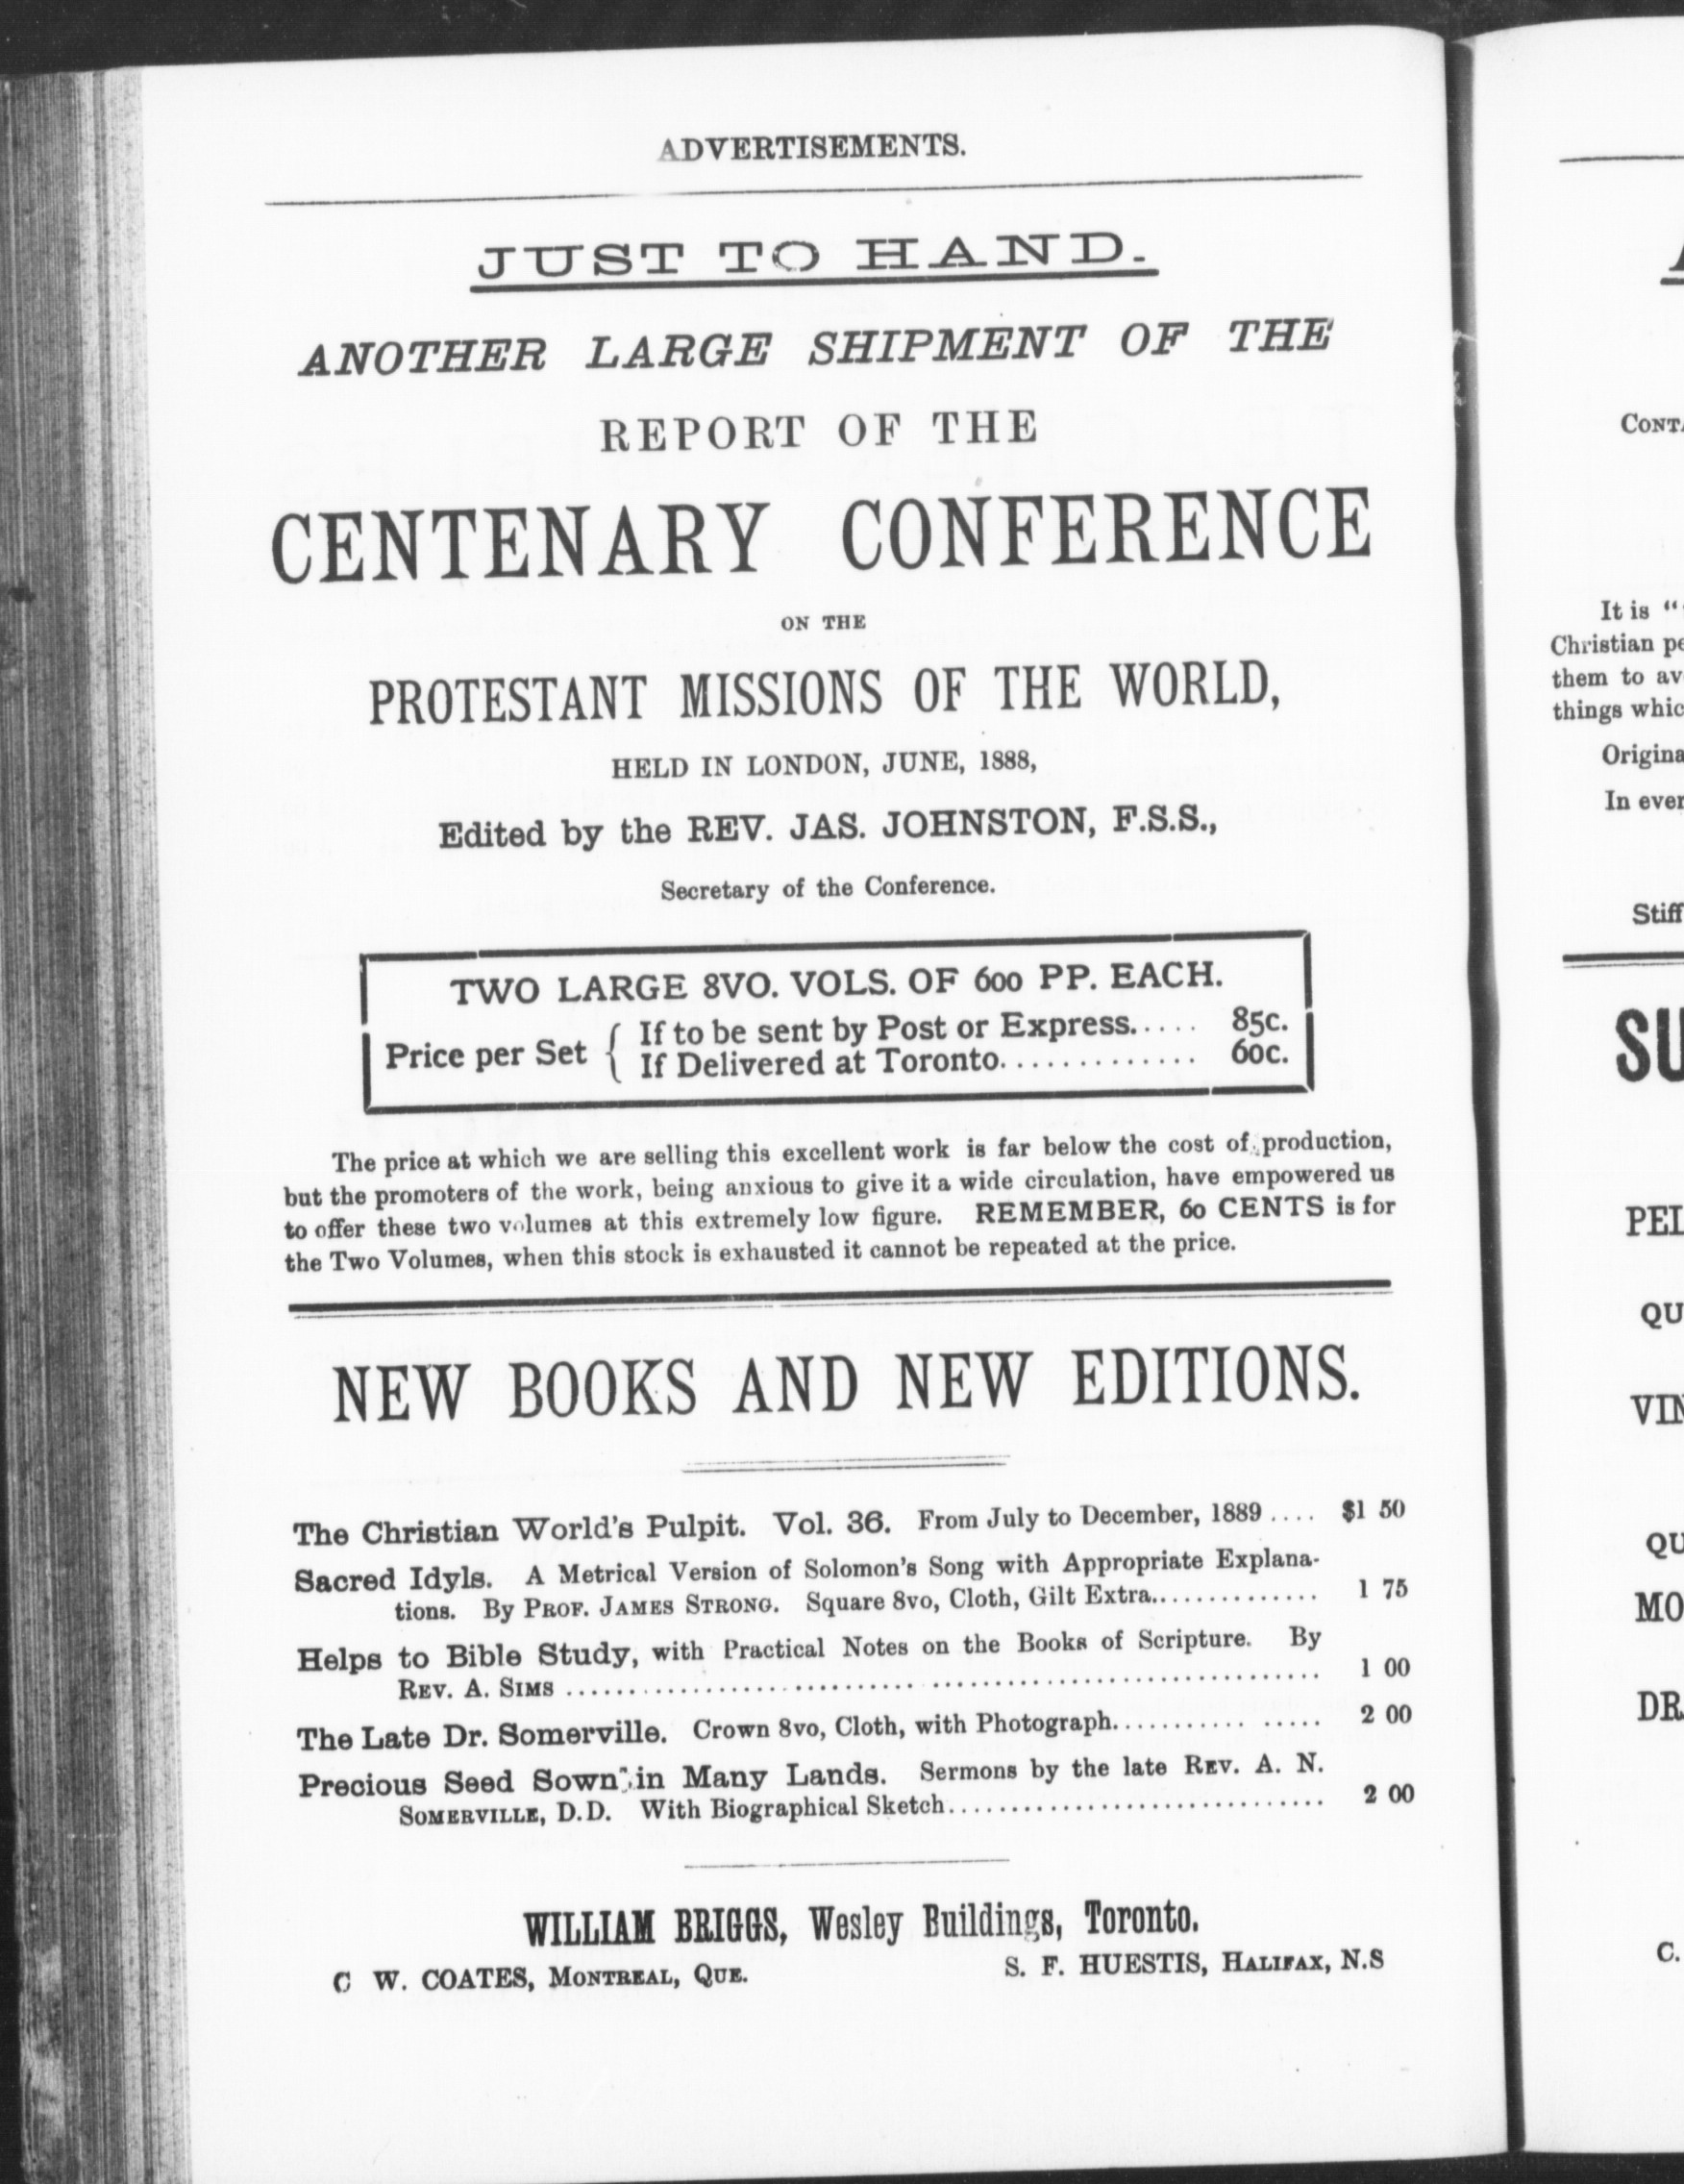 ADVERTISEMENTS.
JUST TO HAND.
ANOTHER LARGE SHIPMENT OF THE
REPORT OF THE
CENTENARY CONFERENCE
ON THE
PROTESTANT MISSIONS OF THE WORLD,
HELD IN LONDON, JUNE, 1888,
Edited by the REV. JAS. JOHNSTON, F.S.S.,
Secretary of the Conference.
TWO LARGE 8VO. VOLS. OF 600 PP. EACH.
Price per Set { If to be sent by Post or Express..... 85c.
If Delivered at Toronto............. 60c.
The price at which we are selling this excellent work is far below the cost of production,
but the promoters of the work, being anxious to give it a wide circulation, have empowered us
to offer these two volumes at this extremely low figure. REMEMBER, 60 CENTS is for
the Two Volumes, when this stock is exhausted it cannot be repeated at the price.
NEW BOOKS AND NEW EDITIONS.
The Christian World's Pulpit. Vol. 36. From July to December, 1889 .... $1 50
Sacred Idyls. A Metrical Version of Solomon's Song with Appropriate Explana-
tions. By PROF. JAMES STRONG. Square 8vo, Cloth, Gilt Extra.............. 1 75
Helps to Bible Study, with Practical Notes on the Books of Scripture. By
REV. A. SIMS ........................................................ 1 00
The Late Dr. Somerville. Crown 8vo, Cloth, with Photograph........... ..... 2 00
Precious Seed Sown in Many Lands. Sermons by the late REV. A. N.
SOMERVILLE, D.D. With Biographical Sketch.............................. 2 00
WILLIAM BRIGGS, Wesley Buildings, Toronto.
C W. COATES, MONTREAL, QUE. S. F. HUESTIS, HALIFAX, N.S
It is "
Christian
them to
things
In
Stiff
C.